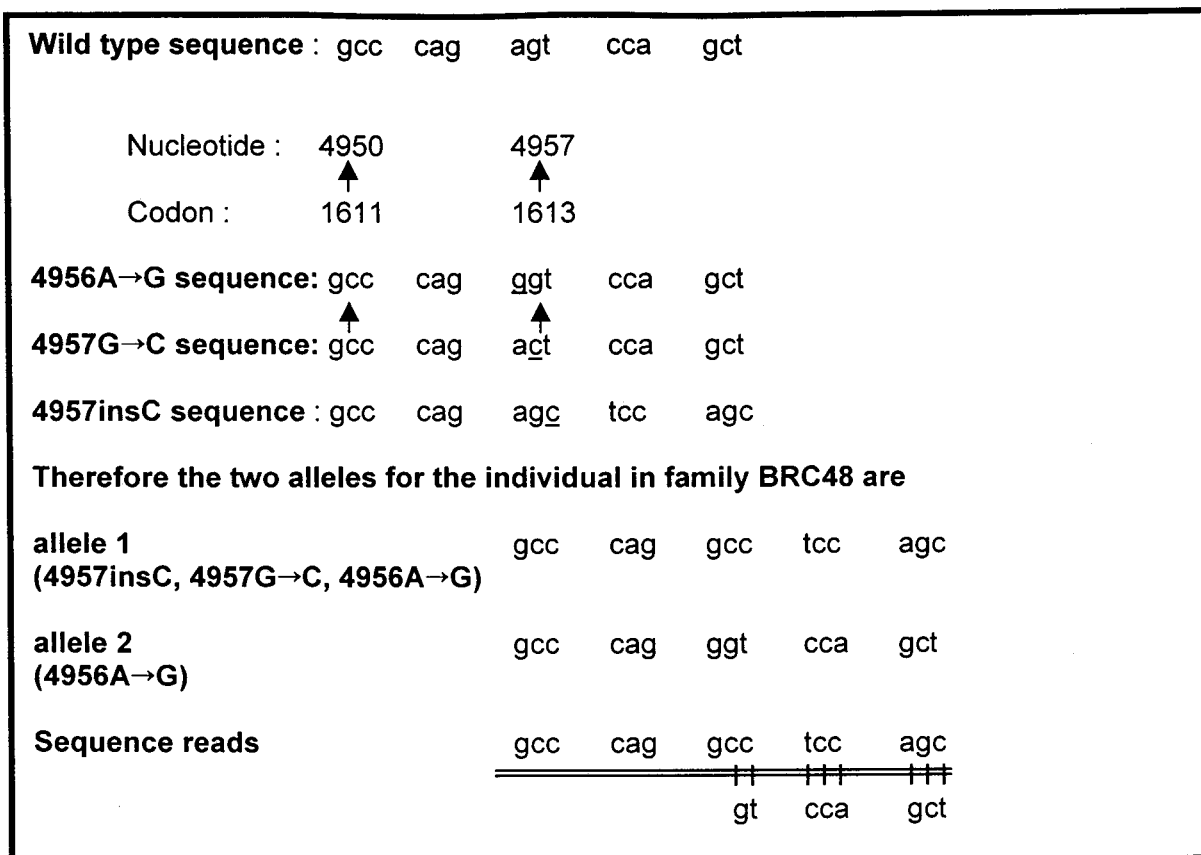 Wild type sequence : gcc cag agt cca gct
Nucleotide : 4950 4957
Codon : 1611 1613
4956A→G sequence: gcc cag ggt cca gct
4957G→C sequence: gcc cag act cca gct
4957insC sequence : gcc cag agc tcc agc
Therefore the two alleles for the individual in family BRC48 are
allele 1 gcc cag gcc tcc agc
(4957insC, 4957G→C, 4956A→G)
allele 2 gcc cag ggt cca gct
(4956A→G)
Sequence reads gcc cag gcc tcc agc
gt cca gct